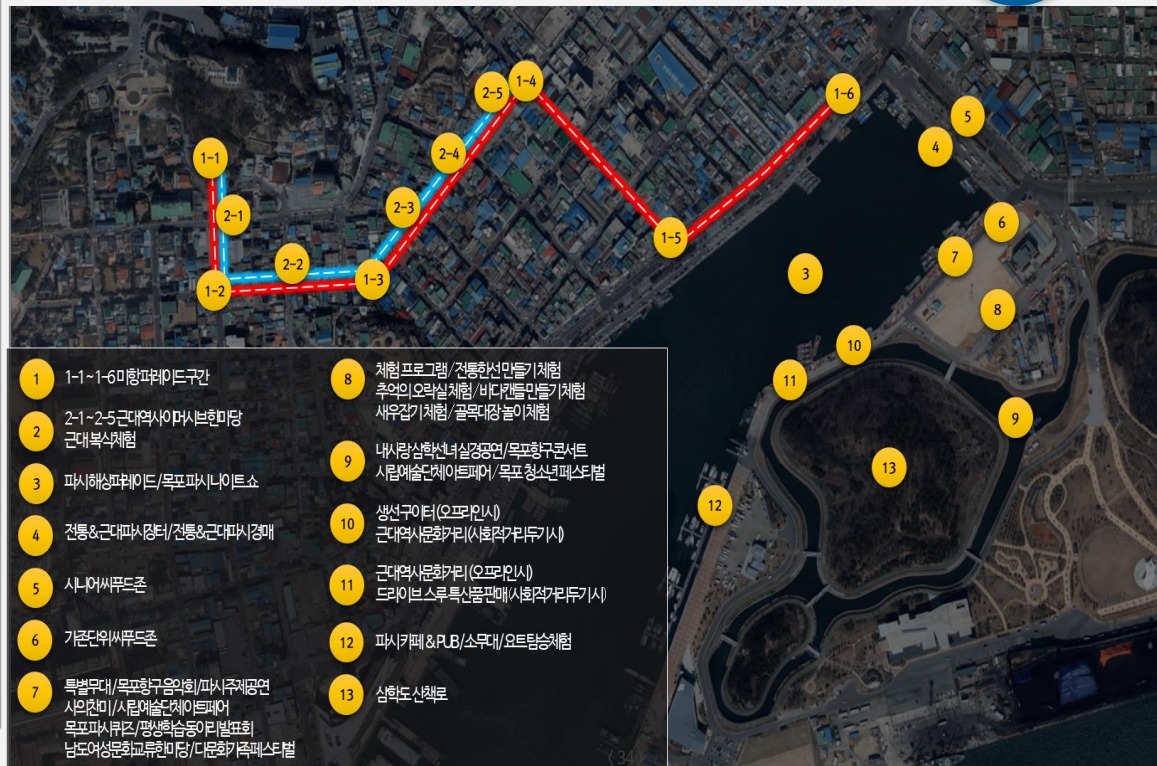 1-1
1-2
1-3
1-4
1-5
1-6
2-1
2-2
2-3
2-4
2-5
3
4
5
6
7
8
9
10
11
12
13
1 1-1 ~ 1-6 미항퍼레이드구간
2 2-1 ~ 2-5 근대역사이머시브한마당
근대 복식체험
3 파시해상퍼레이드 / 목포 파시 나이트 쇼
4 전통&근대파시장터 / 전통&근대파시경매
5 시니어씨푸드존
6 가족단위씨푸드존
7 특별무대 / 목포항구음악회 / 파시주제공연
사의찬미 / 시립예술단체아트페어
목포파시퀴즈 / 평생학습동아리발표회
남도여성문화교류한마당 / 다문화가족페스티벌
8 체험 프로그램 / 전통한선 만들기 체험
추억의 오락실 체험 / 바다캔들만들기 체험
새우잡기 체험 / 골목대장 놀이체험
9 내사랑 삼학선녀 실경공연 / 목포항구콘서트
시립예술단체아트페어 / 목포 청소년 페스티벌
10 생선구이터 (오프라인시)
근대역사문화거리(사회적거리두기시)
11 근대역사문화거리 (오프라인시)
드라이브 스루 특산품 판매 (사회적거리두기 시)
12 파시 카페 & PUB / 소무대 / 요트탑승체험
13 삼학도 산책로
< 34 >